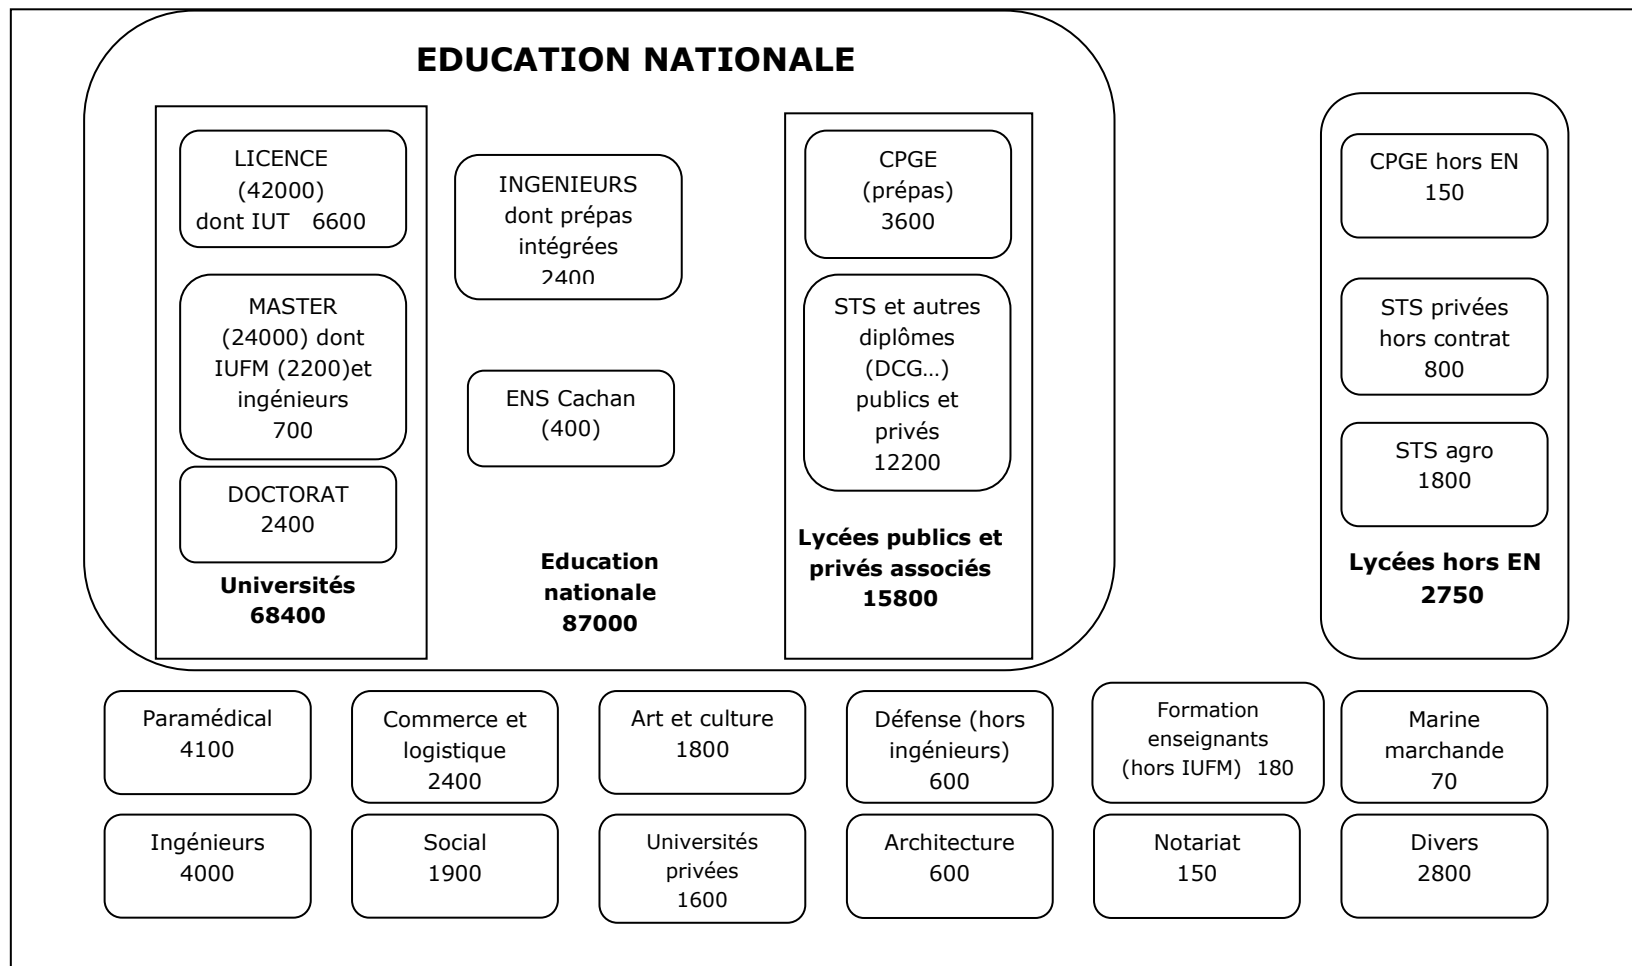 EDUCATION NATIONALE
LICENCE
(42000)
dont IUT 6600
MASTER
(24000) dont
IUFM (2200)et
ingénieurs
700
DOCTORAT
2400
Universités
68400
INGENIEURS
dont prépas
intégrées
2400
ENS Cachan
(400)
Education
nationale
87000
CPGE
(prépas)
3600
STS et autres
diplômes
(DCG...)
publics et
privés
12200
Lycées publics et
privés associés
15800
CPGE hors EN
150
STS privées
hors contrat
800
STS agro
1800
Lycées hors EN
2750
Paramédical
4100
Commerce et
logistique
2400
Art et culture
1800
Défense (hors
ingénieurs)
600
Formation
enseignants
(hors IUFM) 180
Marine
marchande
70
Ingénieurs
4000
Social
1900
Universités
privées
1600
Architecture
600
Notariat
150
Divers
2800